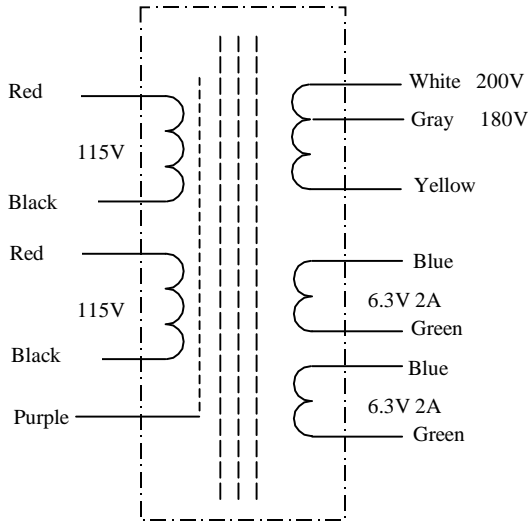 Red
115V
Black
Red
115V
Black
Purple
White 200V
Gray 180V
Yellow
Blue
6.3V 2A
Green
Blue
6.3V 2A
Green